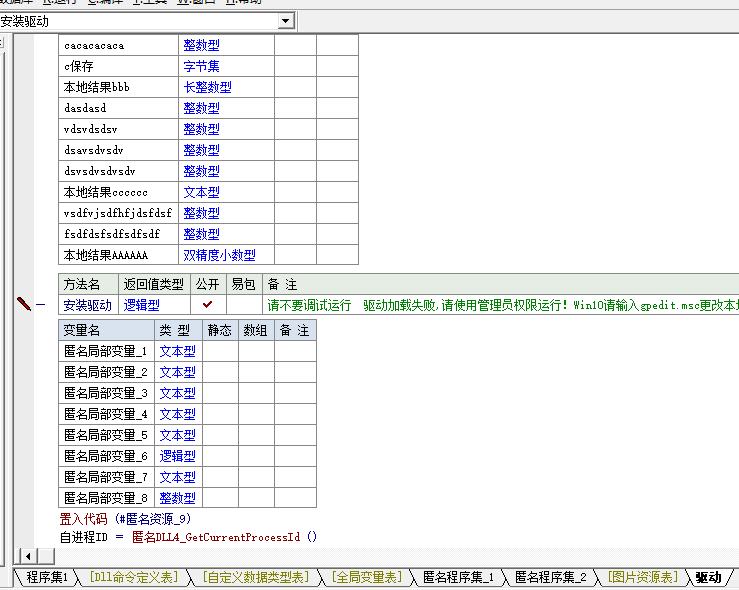 安装驱动
cacacacaca 整数型
c保存 字节集
本地结果bbb 长整数型
dasdasd 整数型
vdsvdsdsv 整数型
dsavsdvsdv 整数型
dsvsdvsdvsdv 整数型
本地结果cccccc 文本型
vsdfvjsdfhfjdsfdsf 整数型
fsdfdsfsdfsdfsdf 整数型
本地结果AAAAAA 双精度小数型
方法名 返回值类型 公开 易包 备 注
安装驱动 逻辑型 请不要调试运行 驱动加载失败,请使用管理员权限运行! Win10请输入gpedit.msc更改本
变量名 类 型 静态 数组 备 注
匿名局部变量_1 文本型
匿名局部变量_2 文本型
匿名局部变量_3 文本型
匿名局部变量_4 文本型
匿名局部变量_5 文本型
匿名局部变量_6 逻辑型
匿名局部变量_7 文本型
匿名局部变量_8 整数型
置入代码 (#匿名资源_9)
自进程ID = 匿名DLL4_GetCurrentProcessId ()
程序集1 [Dll命令定义表] [自定义数据类型表] [全局变量表] 匿名程序集_1 匿名程序集_2 [图片资源表] 驱动